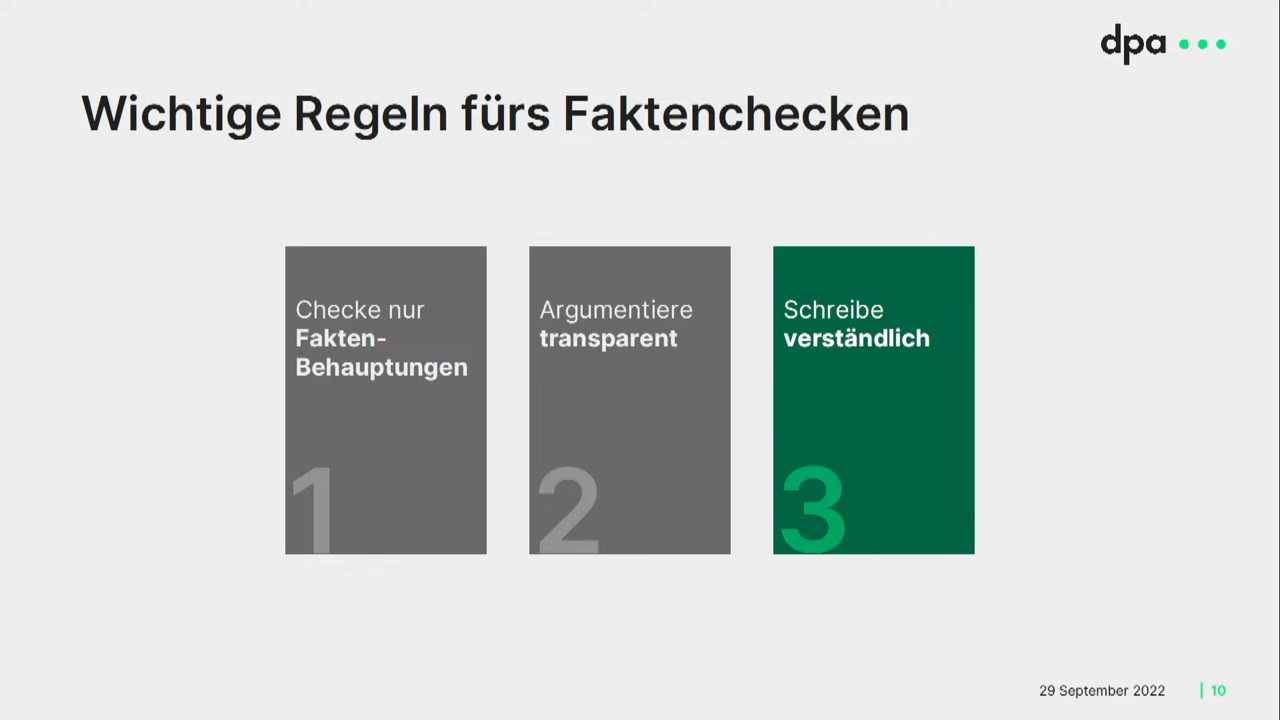 dpa
Wichtige Regeln fürs Faktenchecken
Checke nur
Fakten-
Behauptungen
1
Argumentiere
transparent
2
Schreibe
verständlich
3
29 September 2022 | 10